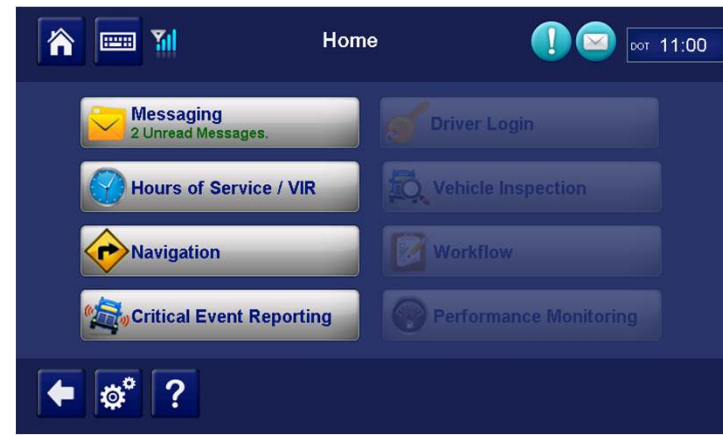 Home
DOT 11:00
Messaging
2 Unread Messages.
Driver Login
Hours of Service / VIR
Vehicle Inspection
Navigation
Workflow
Critical Event Reporting
Performance Monitoring
?